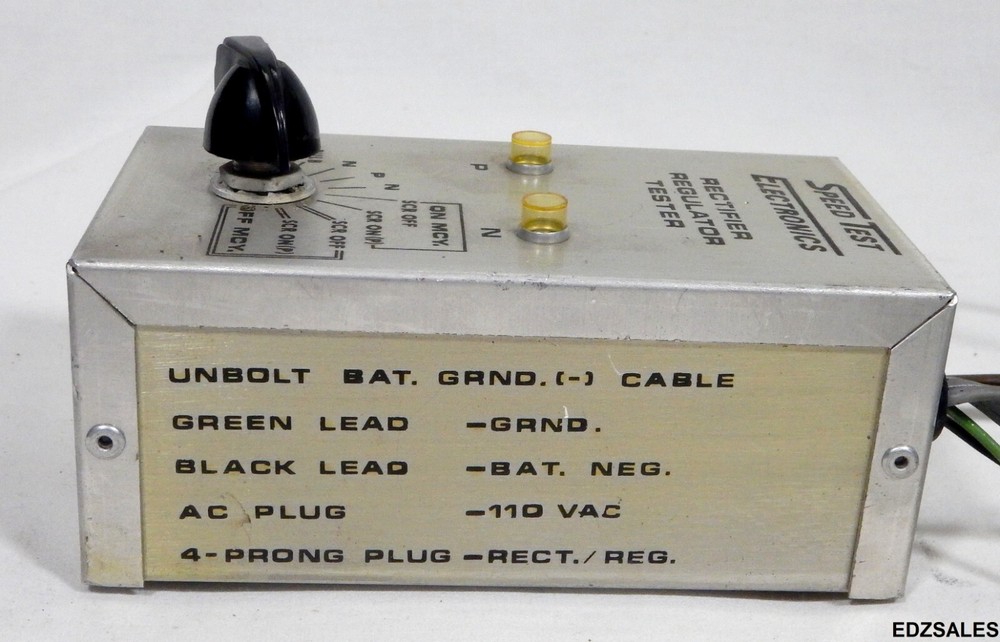 SPEED TEST
ELECTRONICS
RECTIFIER
REGULATOR
TESTER
P
N
N
P
N
SCR OFF
SCR ON(P)
SCR OFF
SCR ON(P)
ON MCY.
OFF MCY.
UNBOLT BAT. GRND. (-) CABLE
GREEN LEAD -GRND.
BLACK LEAD -BAT. NEG.
AC PLUG -110 VAC
4-PRONG PLUG -RECT./REG.
EDZSALES